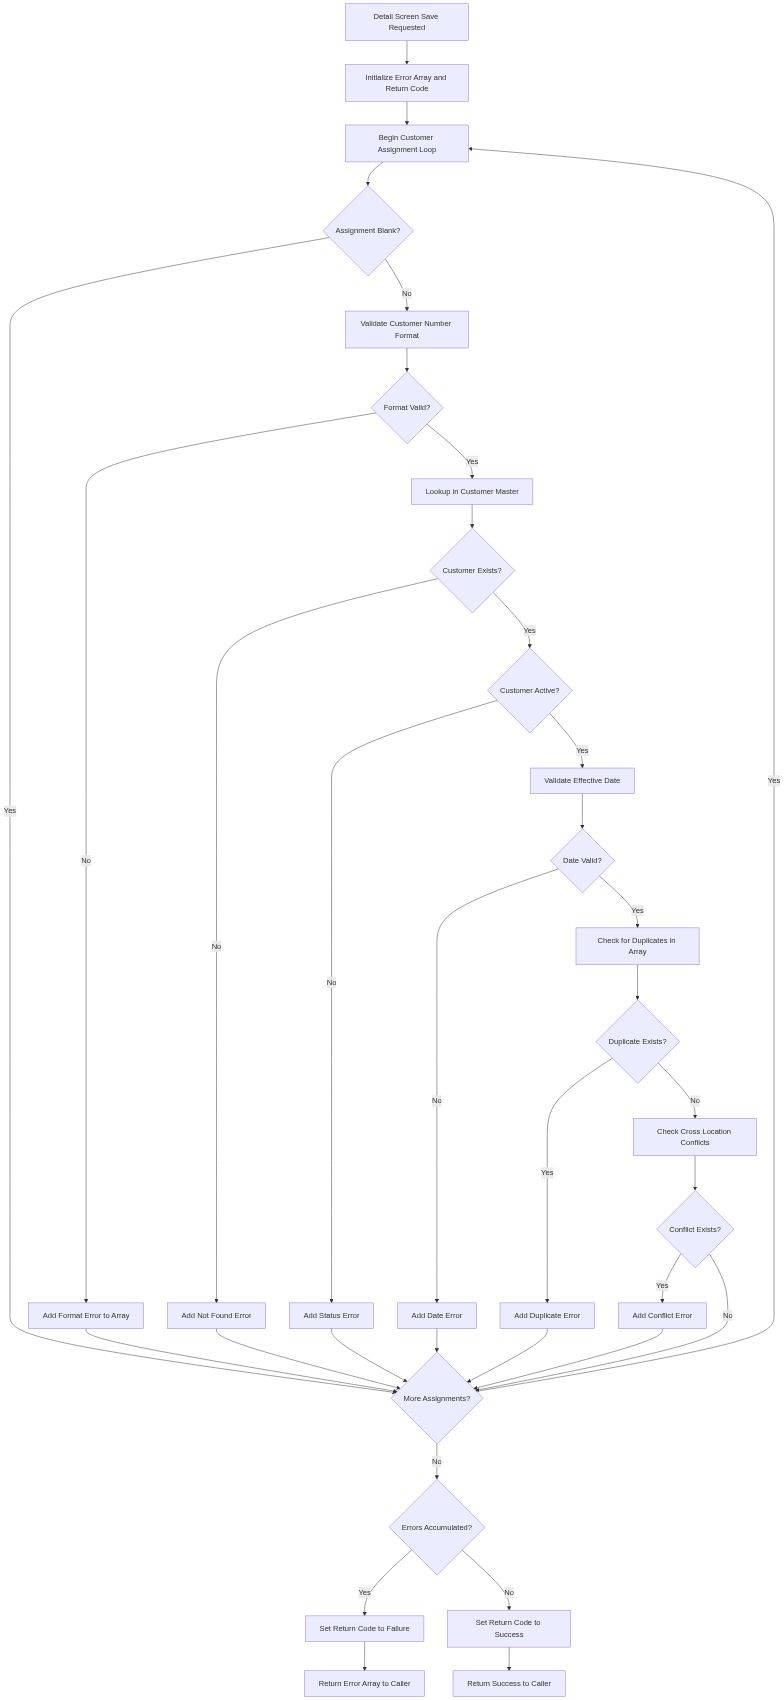 Detail Screen Save
Requested
Initialize Error Array and
Return Code
Begin Customer
Assignment Loop
Assignment Blank?
No
Validate Customer Number
Format
Format Valid?
Yes
Lookup in Customer Master
Customer Exists?
Yes
Customer Active?
Yes
Validate Effective Date
Yes
Yes
Date Valid?
No
Yes
Check for Duplicates in
Array
No
No
Duplicate Exists?
No
No
Check Cross Location
Conflicts
Yes
Conflict Exists?
Yes
Add Format Error to Array
Add Not Found Error
Add Status Error
Add Date Error
Add Duplicate Error
Add Conflict Error
No
More Assignments?
No
Errors Accumulated?
Yes
No
Set Return Code to Failure
Set Return Code to
Success
Return Error Array to Caller
Return Success to Caller